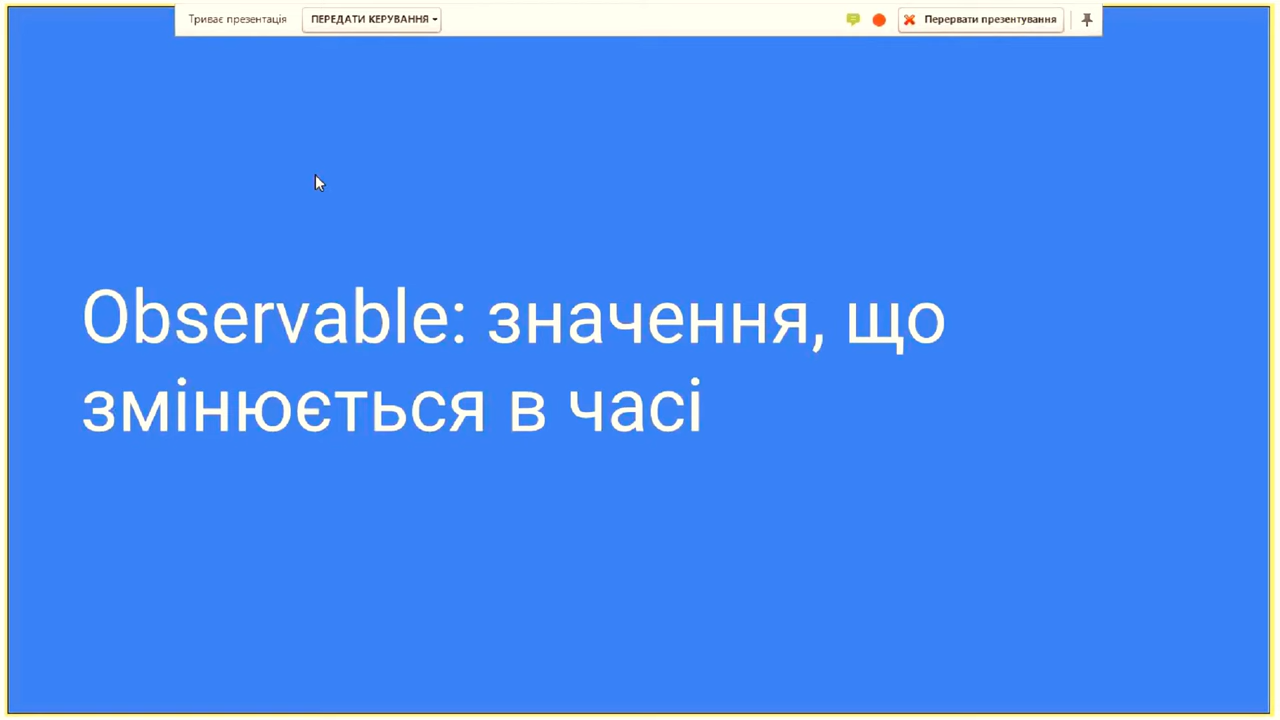 Триває презентація ПЕРЕДАТИ КЕРУВАННЯ Перервати презентування
Observable: значення, що
змінюється в часі